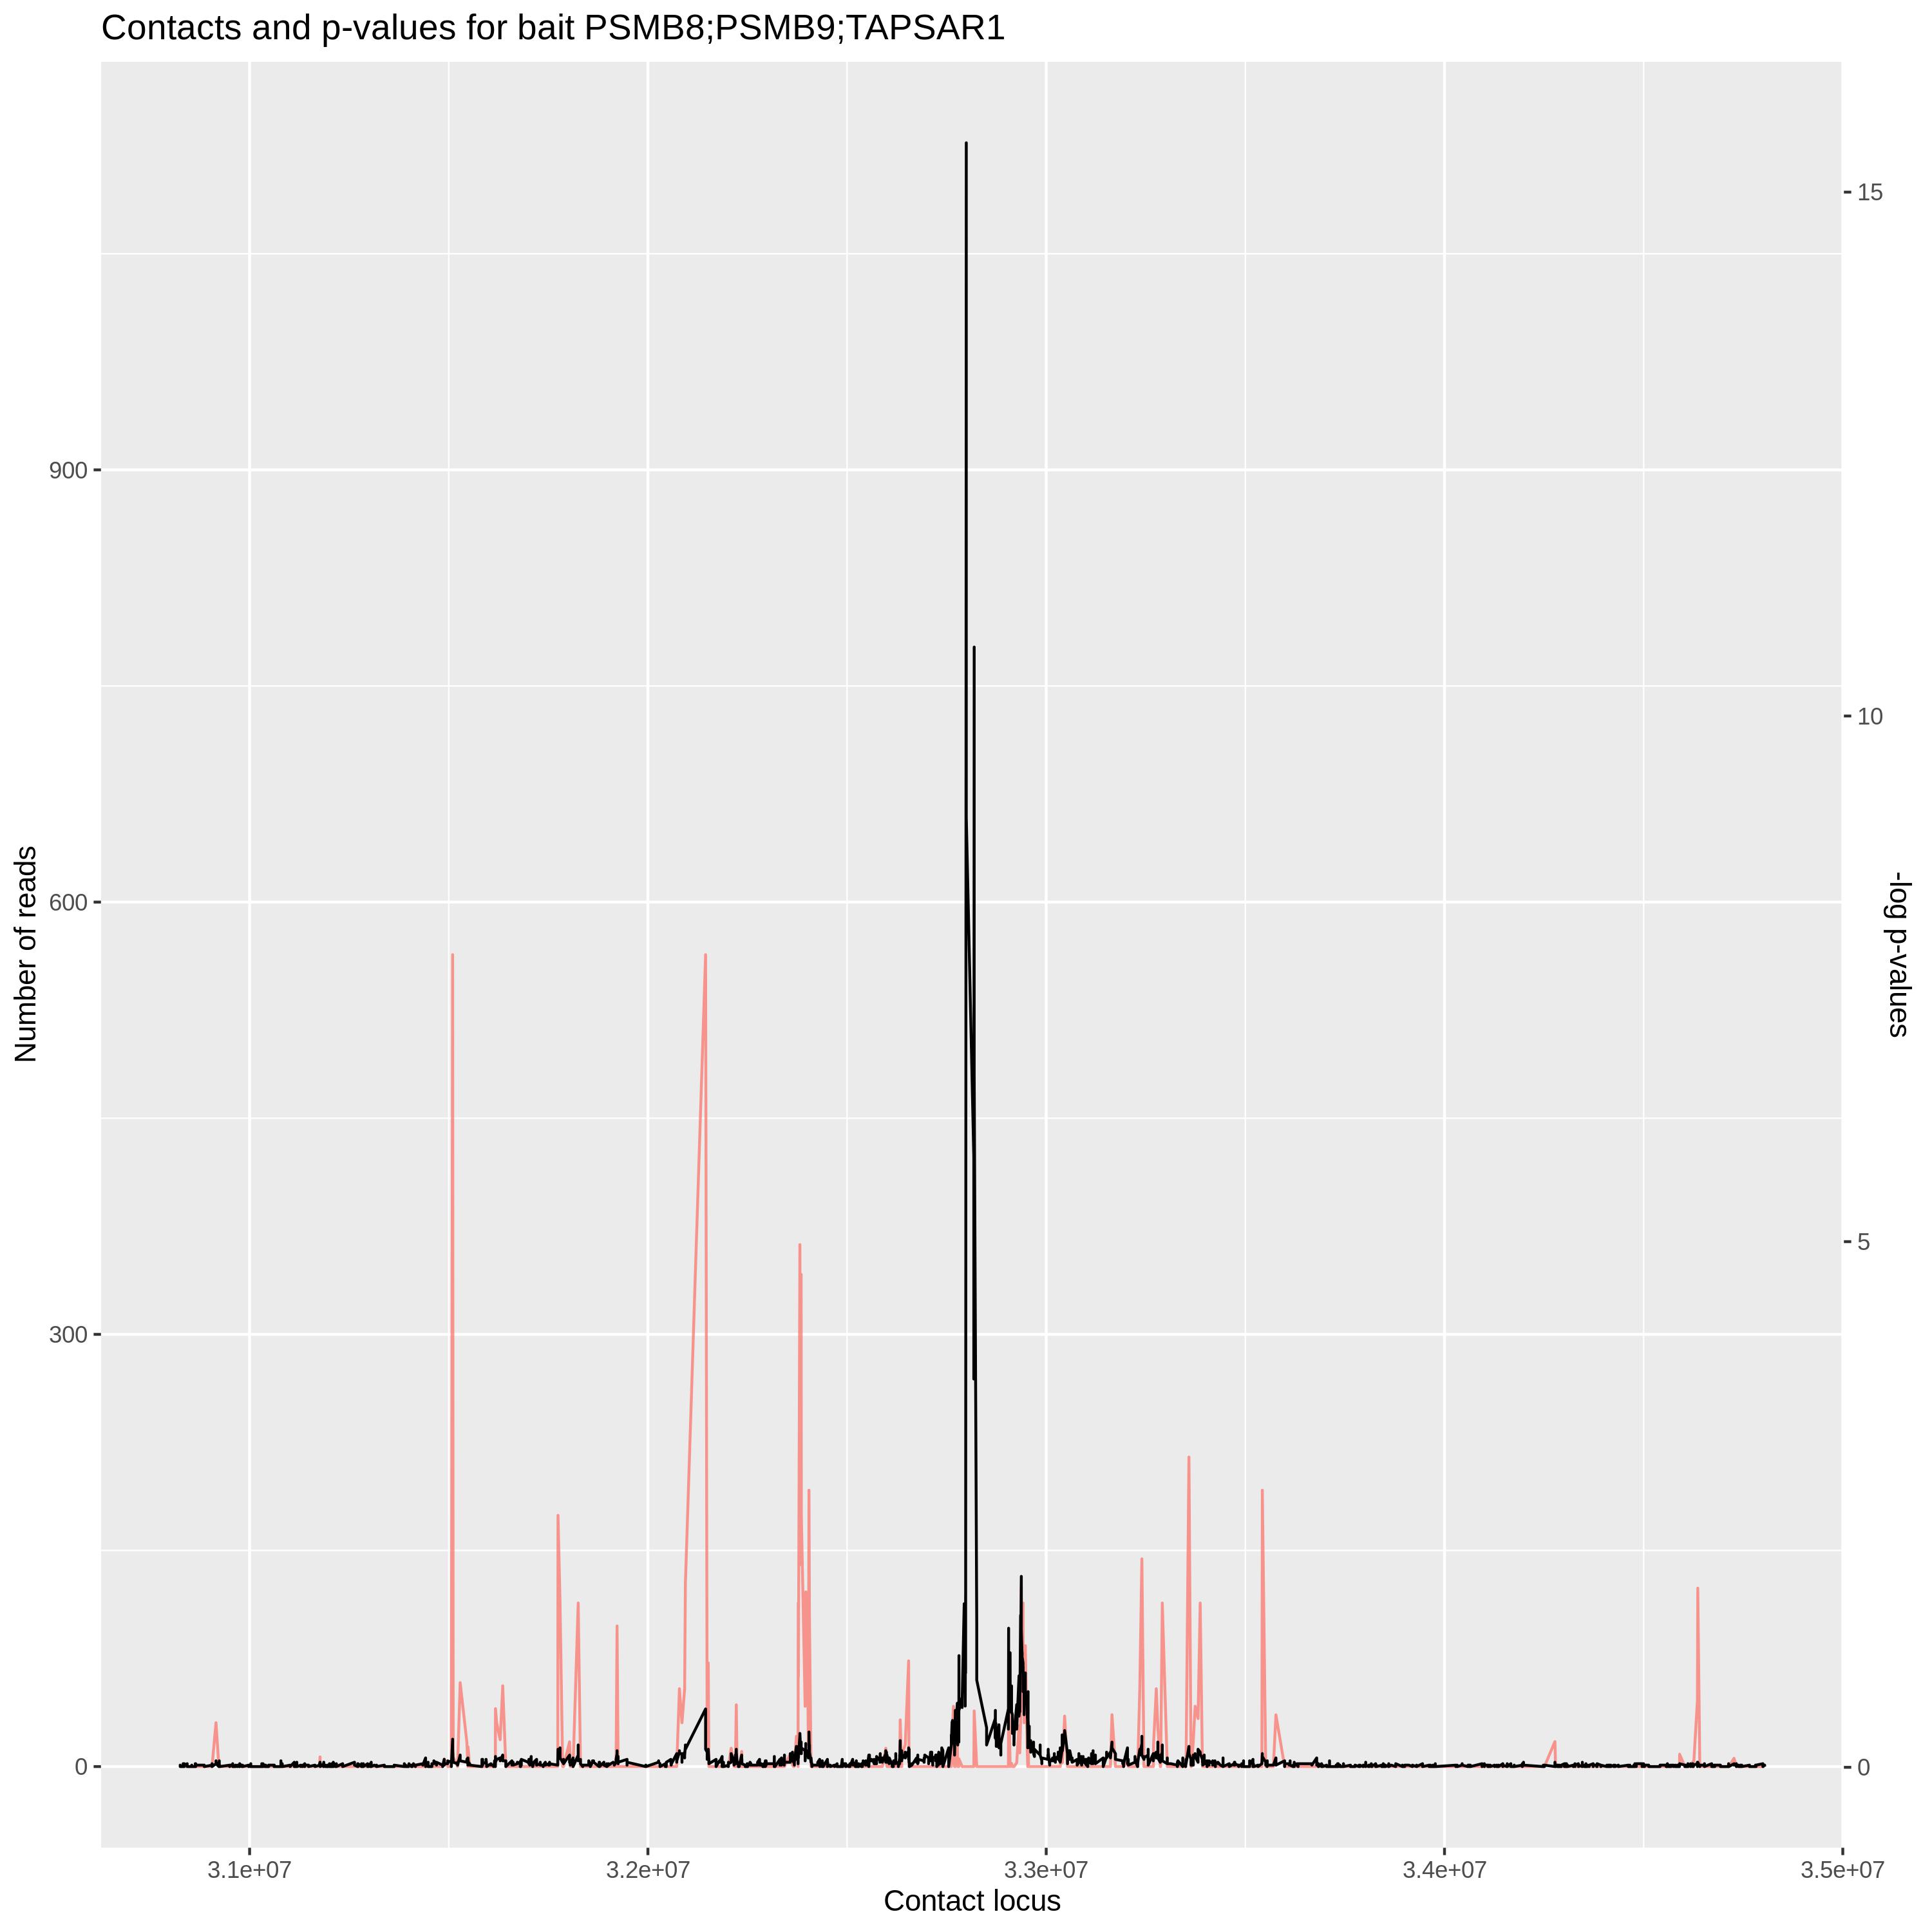 Contacts and p-values for bait PSMB8;PSMB9;TAPSAR1
15
900
10
600
Number of reads
-log p-values
300
5
0
0
3.1e+07
3.2e+07
3.3e+07
3.4e+07
3.5e+07
Contact locus